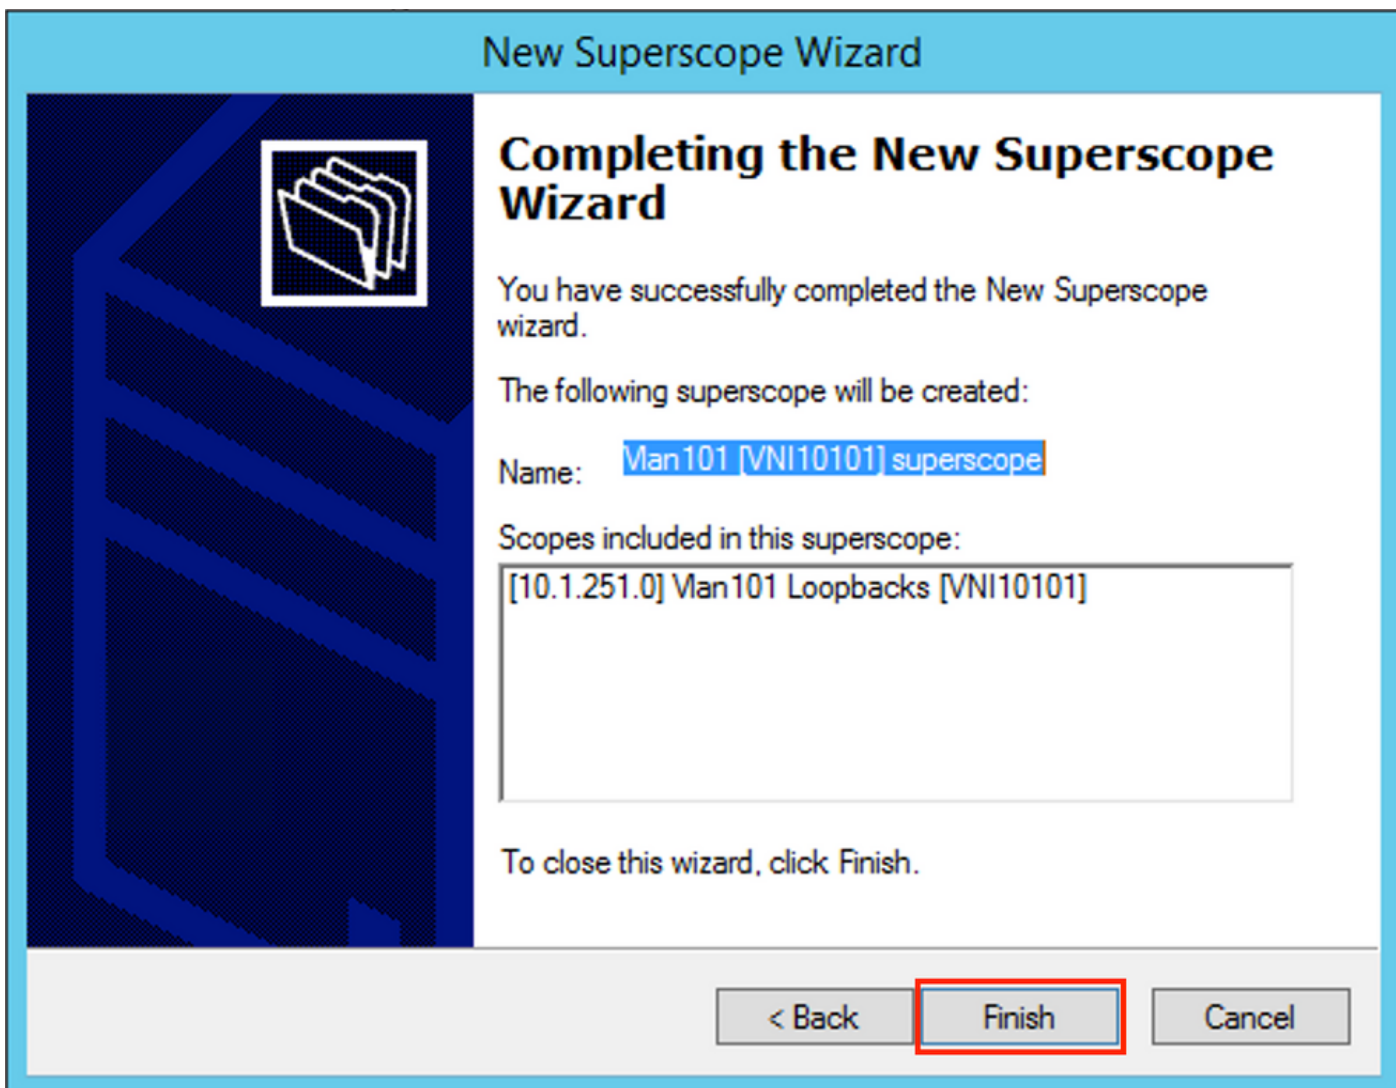 New Superscope Wizard
Completing the New Superscope
Wizard
You have successfully completed the New Superscope
wizard.
The following superscope will be created:
Name: Vlan101 [VNI10101] superscope
Scopes included in this superscope:
[10.1.251.0] Vlan101 Loopbacks [VNI10101]
To close this wizard, click Finish.
< Back Finish Cancel